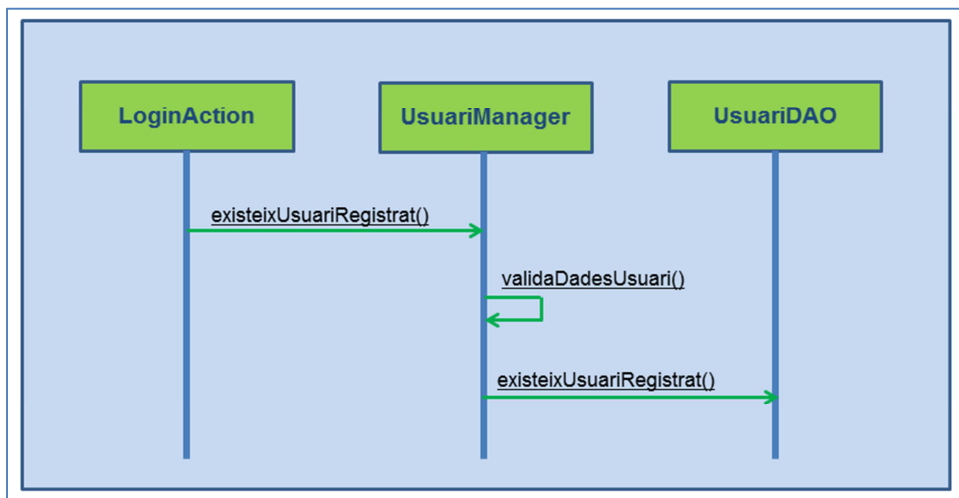 LoginAction
UsuariManager
UsuariDAO
existeixUsuariRegistrat()
validaDadesUsuari()
existeixUsuariRegistrat()